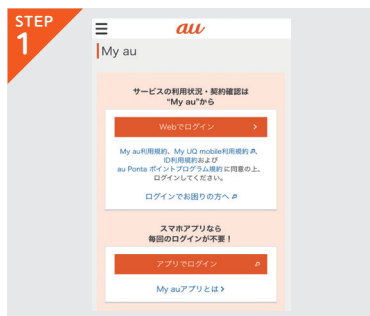 STEP
1
au
My au
サービスの利用状況・契約確認は
"My au"から
Webでログイン
My au利用規約、My UQ mobile利用規約、
ID利用規約および
au Ponta ポイントプログラム規約に同意の上、
ログインしてください。
ログインでお困りの方へ
スマホアプリなら
毎回のログインが不要！
アプリでログイン
My auアプリとは